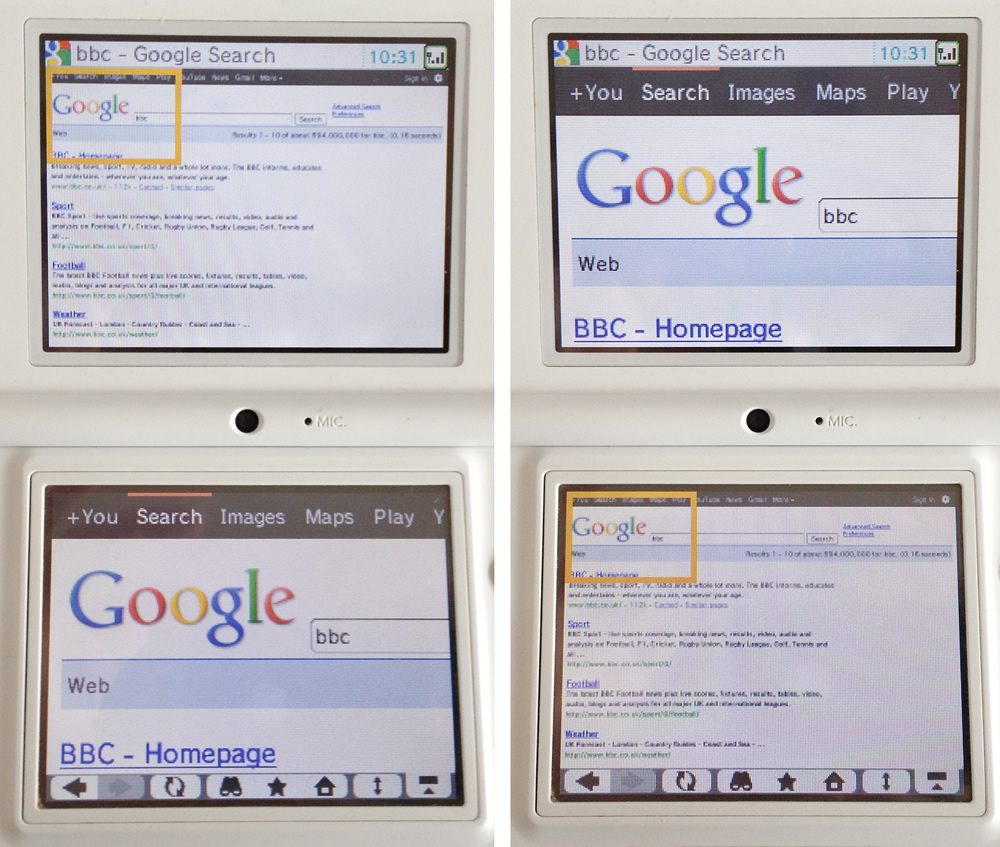 bbc - Google Search 10:31
+You Search Images Maps Play YouTube News Gmail More Sign in
Google
bbc Search Advanced Search
Preferences
Web Results 1 - 10 of about 694,000,000 for bbc. (0.16 seconds)
BBC - Homepage
Breaking news, sport, TV, radio and a whole lot more. The BBC informs, educates
and entertains - wherever you are, whatever your age.
www.bbc.co.uk/ - 112k - Cached - Similar pages
Sport
BBC Sport - live sports coverage, breaking news, results, video, audio and
analysis on Football, F1, Cricket, Rugby Union, Rugby League, Golf, Tennis and
all ...
http://www.bbc.co.uk/sport/0/
Football
The latest BBC Football news plus live scores, fixtures, results, tables, video,
audio, blogs and analysis for all major UK and international leagues.
http://www.bbc.co.uk/sport/0/football/
Weather
UK Forecast - London - Country Guides - Coast and Sea - ...
http://www.bbc.co.uk/weather/
MIC.
+You Search Images Maps Play Y
Google
bbc
Web
BBC - Homepage
bbc - Google Search 10:31
+You Search Images Maps Play Y
Google
bbc
Web
BBC - Homepage
MIC.
+You Search Images Maps Play YouTube News Gmail More Sign in
Google
bbc Search Advanced Search
Preferences
Web Results 1 - 10 of about 694,000,000 for bbc. (0.16 seconds)
BBC - Homepage
Breaking news, sport, TV, radio and a whole lot more. The BBC informs, educates
and entertains - wherever you are, whatever your age.
www.bbc.co.uk/ - 112k - Cached - Similar pages
Sport
BBC Sport - live sports coverage, breaking news, results, video, audio and
analysis on Football, F1, Cricket, Rugby Union, Rugby League, Golf, Tennis and
all ...
http://www.bbc.co.uk/sport/0/
Football
The latest BBC Football news plus live scores, fixtures, results, tables, video,
audio, blogs and analysis for all major UK and international leagues.
http://www.bbc.co.uk/sport/0/football/
Weather
UK Forecast - London - Country Guides - Coast and Sea - ...
http://www.bbc.co.uk/weather/